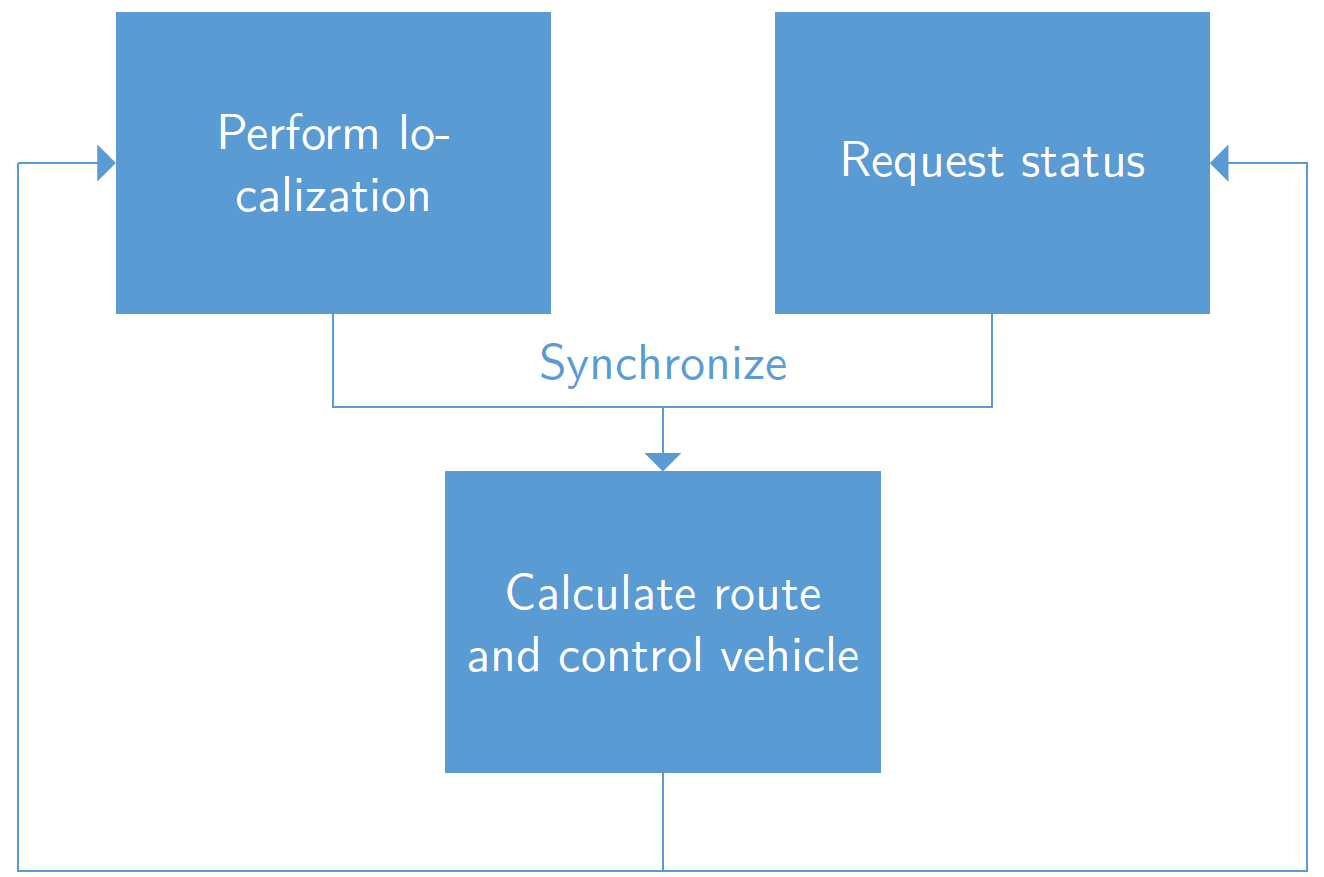 Perform lo-
calization
Request status
Synchronize
Calculate route
and control vehicle